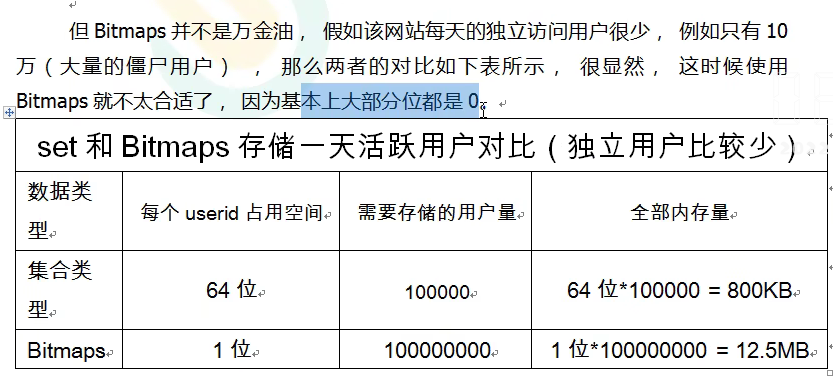 但 Bitmaps 并不是万金油， 假如该网站每天的独立访问用户很少， 例如只有 10
万（大量的僵尸用户） ， 那么两者的对比如下表所示， 很显然， 这时候使用
Bitmaps 就不太合适了， 因为基本上大部分位都是 0。
set 和 Bitmaps 存储一天活跃用户对比（独立用户比较少）
数据类型 每个 userid 占用空间 需要存储的用户量 全部内存量
集合类型 64 位 100000 64 位*100000 = 800KB
Bitmaps 1 位 100000000 1 位*100000000 = 12.5MB